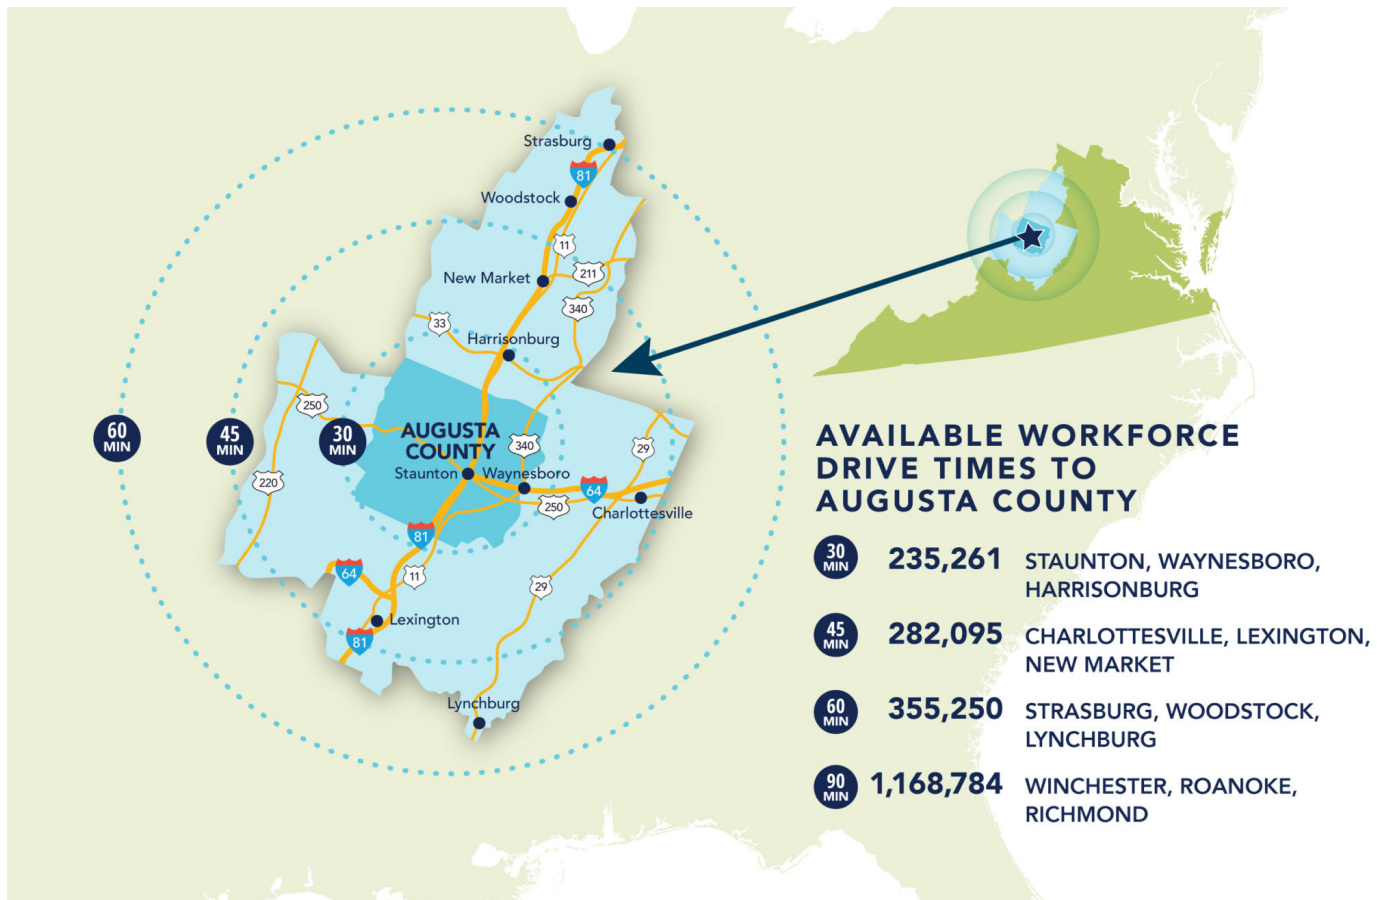 Strasburg
81
Woodstock
11
211
New Market
340
33
Harrisonburg
250
60
MIN
45
MIN
30
MIN
AUGUSTA
COUNTY
340
29
Staunton
Waynesboro
220
64
250
Charlottesville
81
64
11
29
Lexington
81
Lynchburg
AVAILABLE WORKFORCE
DRIVE TIMES TO
AUGUSTA COUNTY
30
MIN
235,261
STAUNTON, WAYNESBORO,
HARRISONBURG
45
MIN
282,095
CHARLOTTESVILLE, LEXINGTON,
NEW MARKET
60
MIN
355,250
STRASBURG, WOODSTOCK,
LYNCHBURG
90
MIN
1,168,784
WINCHESTER, ROANOKE,
RICHMOND